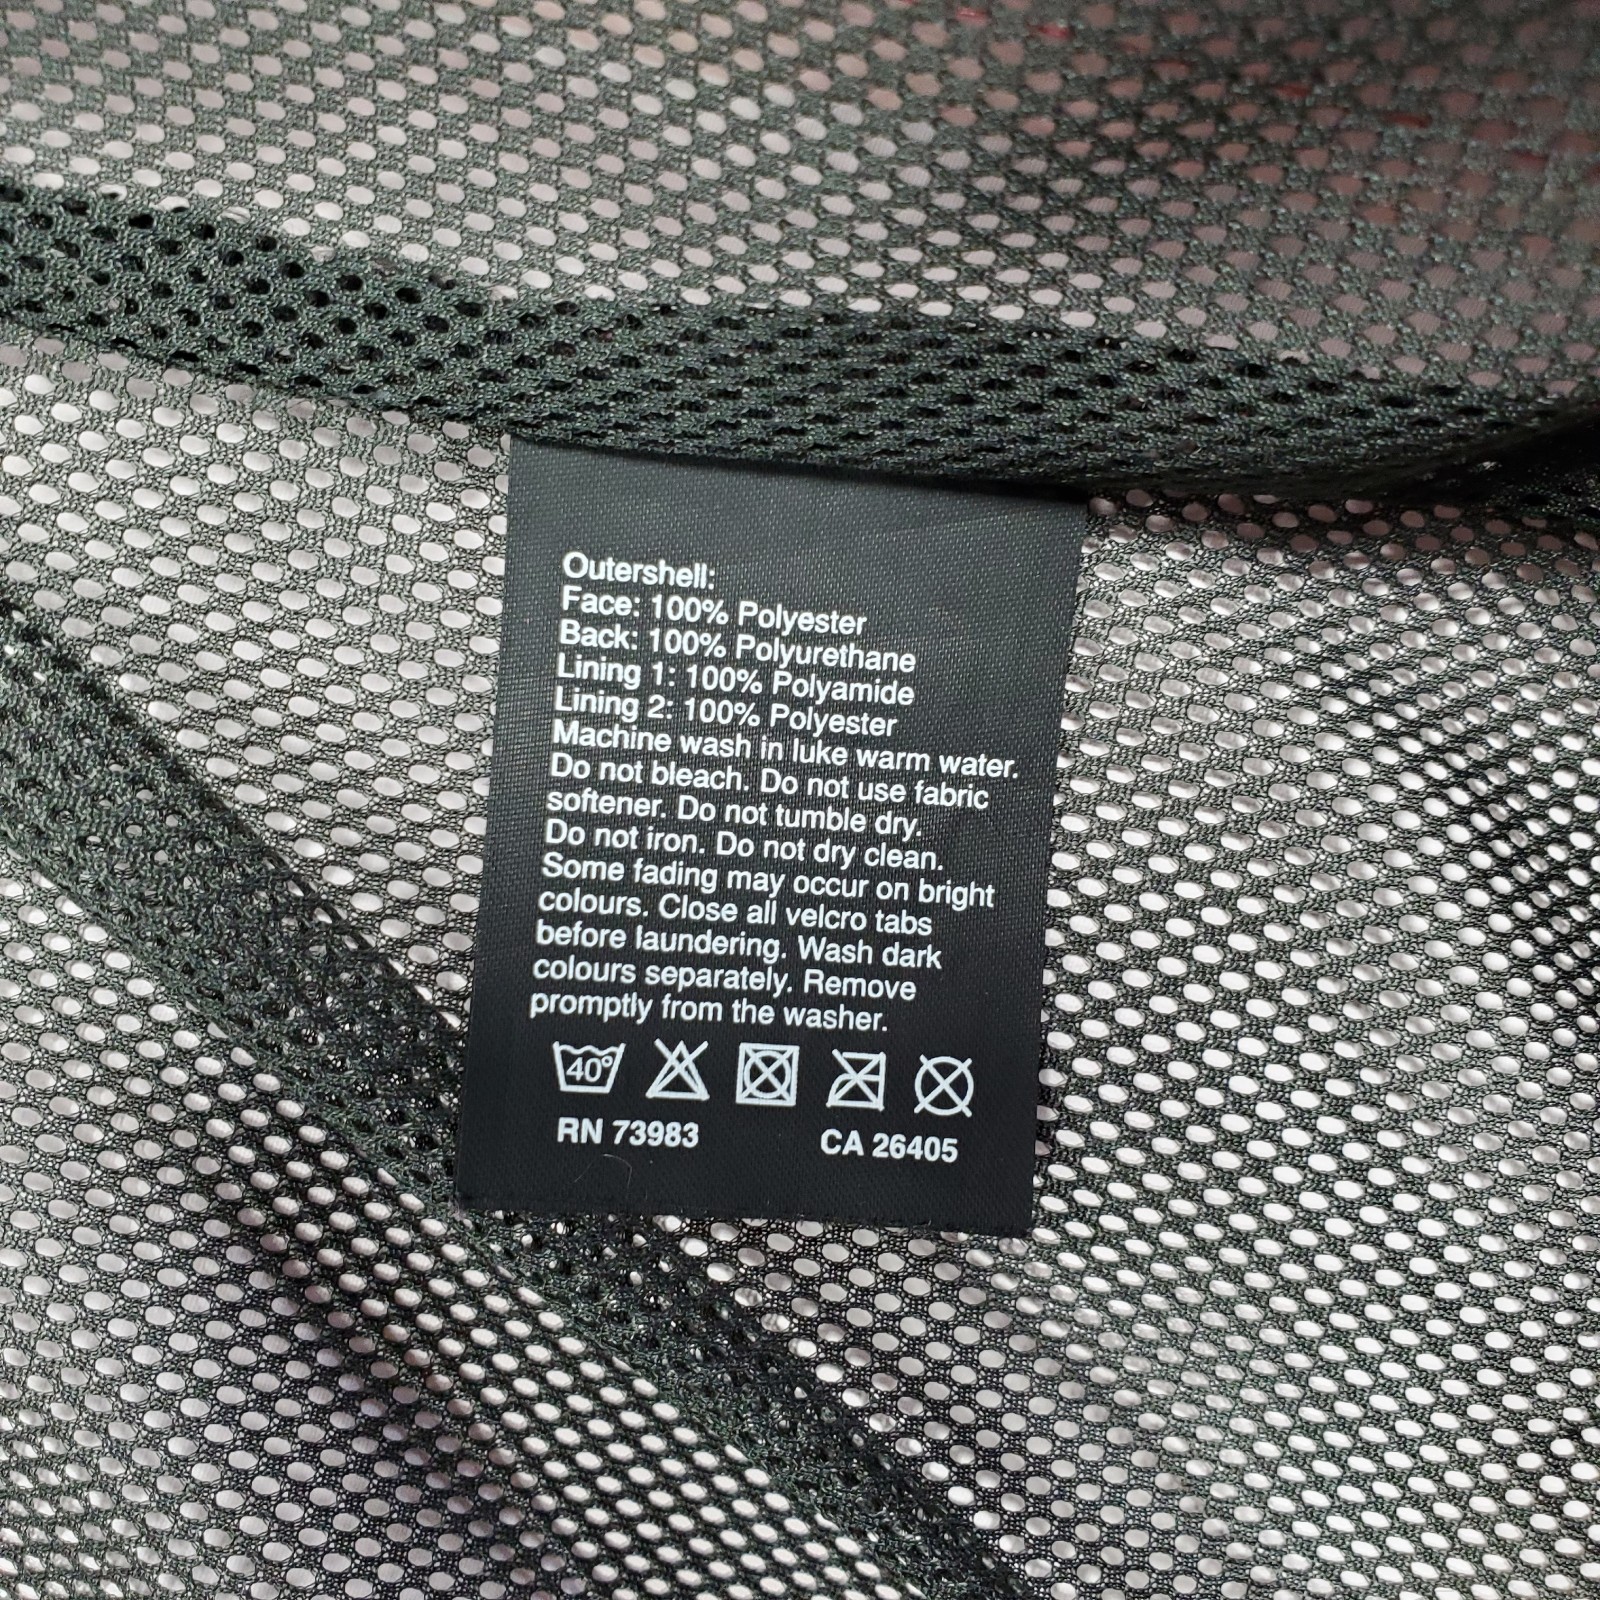 Outershell:
Face: 100% Polyester
Back: 100% Polyurethane
Lining 1: 100% Polyamide
Lining 2: 100% Polyester
Machine wash in luke warm water.
Do not bleach. Do not use fabric
softener. Do not tumble dry.
Do not iron. Do not dry clean.
Some fading may occur on bright
colours. Close all velcro tabs
before laundering. Wash dark
colours separately. Remove
promptly from the washer.
40°
RN 73983 CA 26405